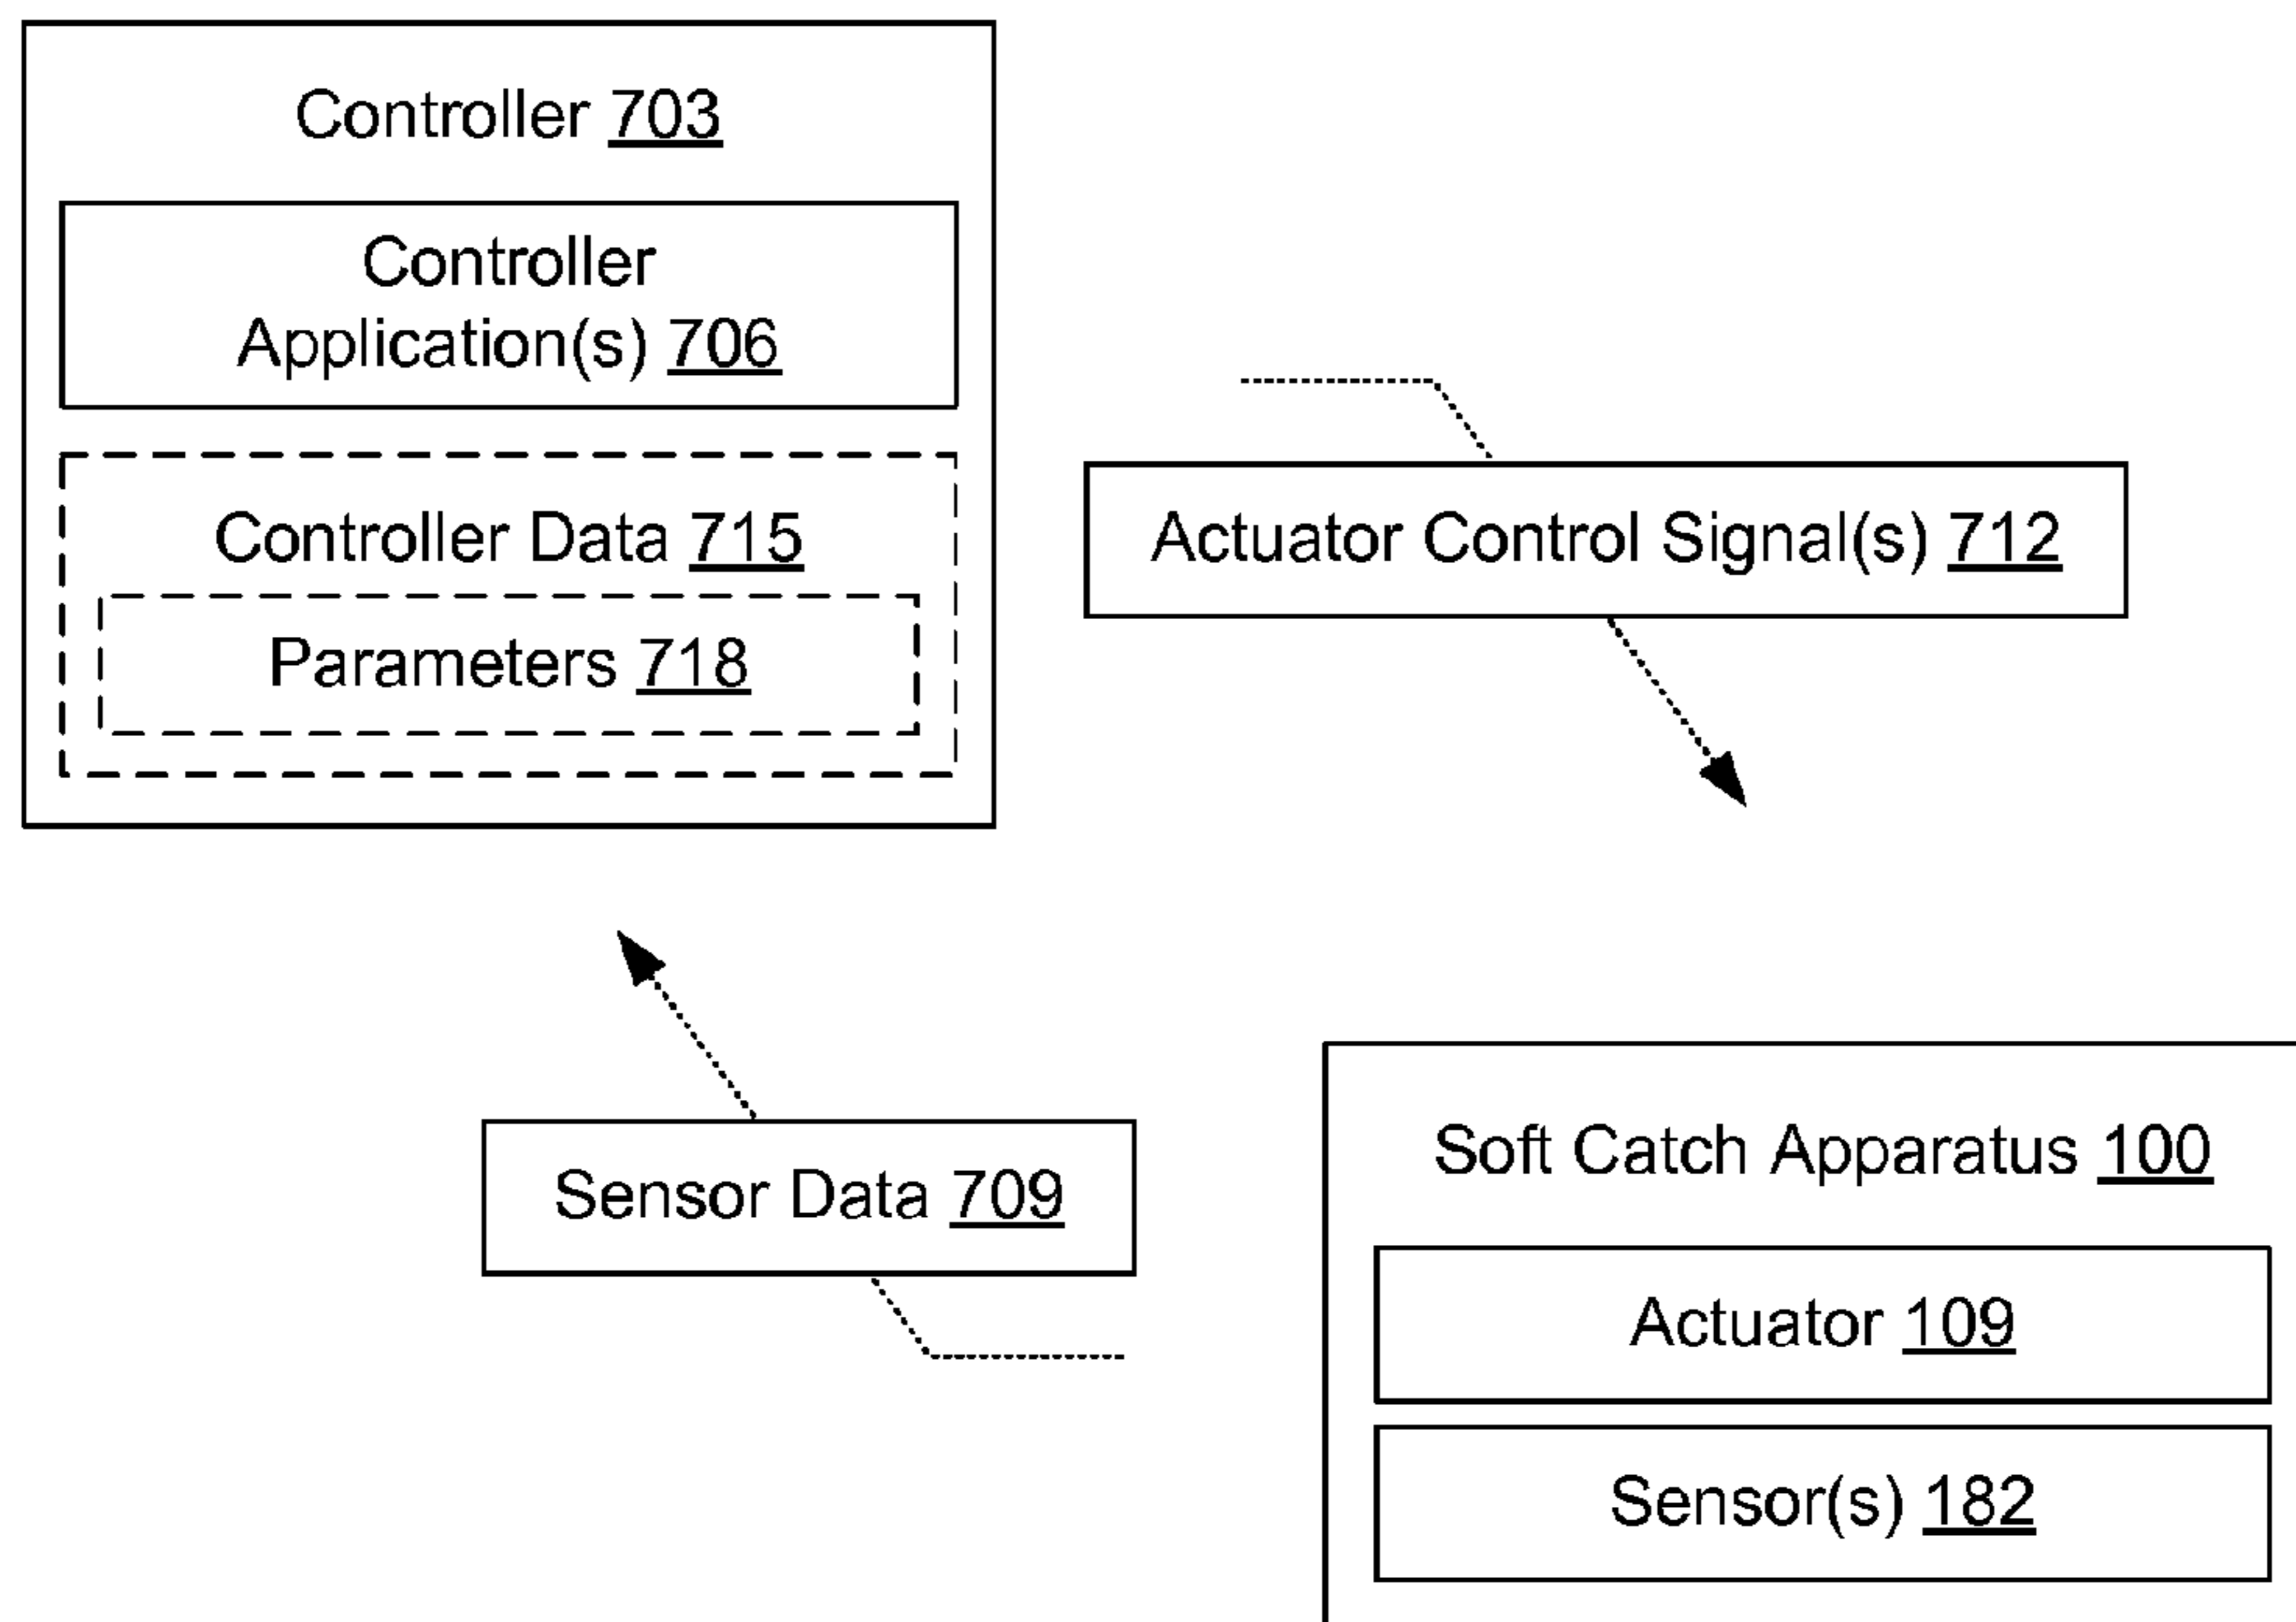 Controller 703
Controller
Application(s) 706
Controller Data 715
Parameters 718
Actuator Control Signal(s) 712
Sensor Data 709
Soft Catch Apparatus 100
Actuator 109
Sensor(s) 182